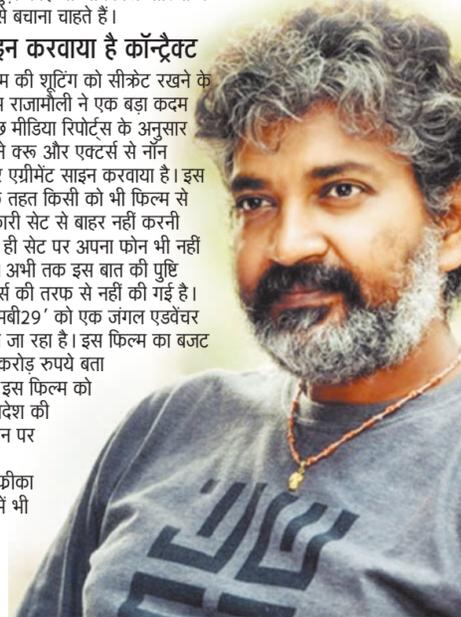 से बचाना चाहते हैं।
इन करवाया है कॉन्ट्रैक्ट
म की शूटिंग को सीक्रेट रखने के
राजामौली ने एक बड़ा कदम
छ मीडिया रिपोर्ट्स के अनुसार
ने क्रू और एक्टर्स से नॉन
एग्रीमेंट साइन करवाया है। इस
तहत किसी को भी फिल्म से
कारी सेट से बाहर नहीं करनी
ही सेट पर अपना फोन भी नहीं
अभी तक इस बात की पुष्टि
र्स की तरफ से नहीं की गई है।
मबी29' को एक जंगल एडवेंचर
जा रहा है। इस फिल्म का बजट
करोड़ रुपये बता
इस फिल्म को
देश की
न पर
फ्रीका
में भी